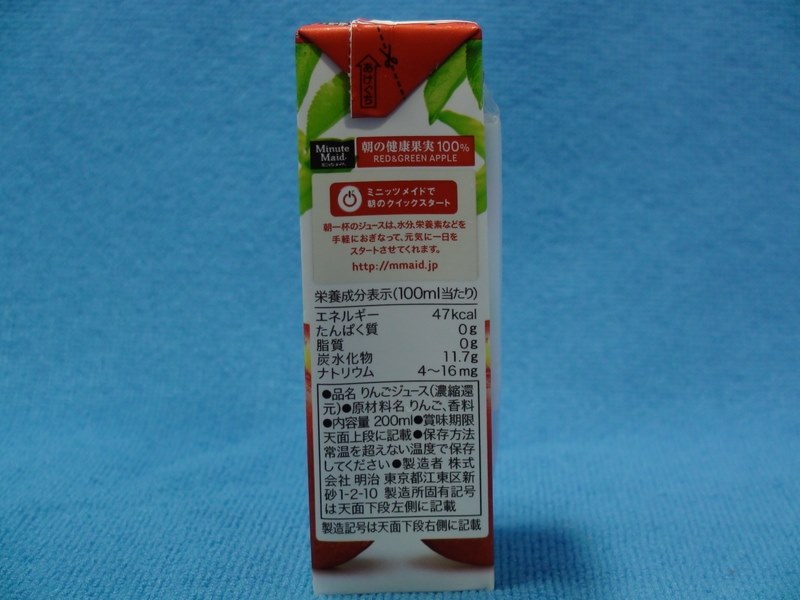 Minute
Maid
朝の健康果実100%
RED&GREEN APPLE
ミニッツメイドで
朝のクイックスタート
朝一杯のジュースは、水分、栄養素などを
手軽におぎなって、元気に一日を
スタートさせてくれます。
http://mmaid.jp
栄養成分表示(100ml当たり)
エネルギー 47kcal
たんぱく質 0g
脂質 0g
炭水化物 11.7g
ナトリウム 4～16mg
●品名 りんごジュース(濃縮還
元)●原材料名 りんご、香料
●内容量 200ml●賞味期限
天面上段に記載●保存方法
常温を超えない温度で保存
してください●製造者 株式
会社 明治 東京都江東区新
砂1-2-10 製造所固有記号
は天面下段左側に記載
製造記号は天面下段右側に記載